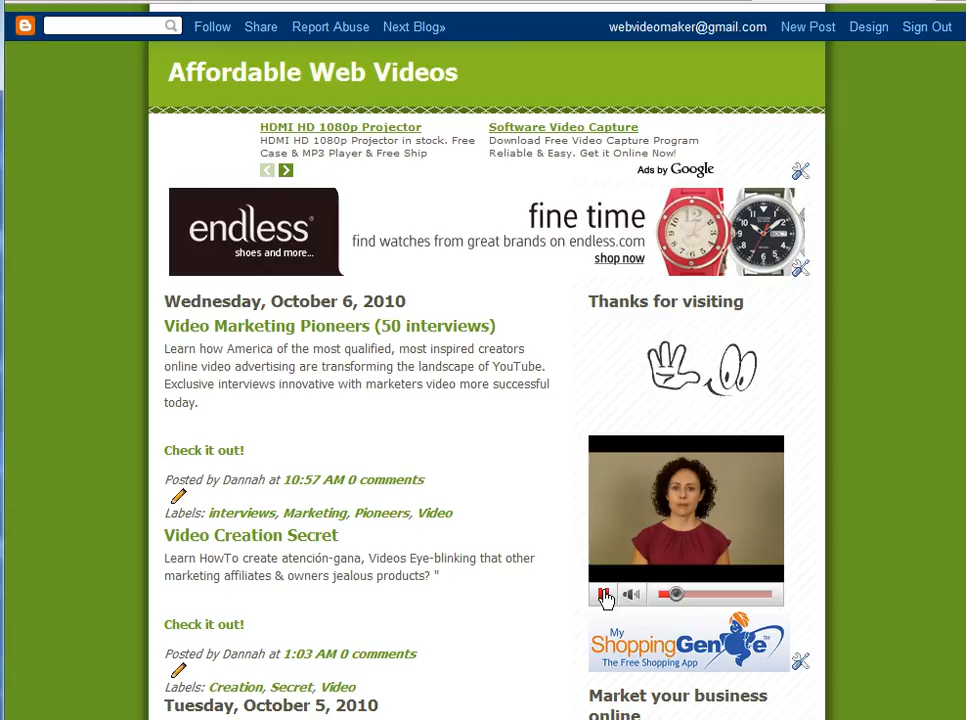 Follow Share Report Abuse Next Blog» webvideomaker@gmail.com New Post Design Sign Out
Affordable Web Videos
HDMI HD 1080p Projector
HDMI HD 1080p Projector in stock. Free
Case & MP3 Player & Free Ship
Software Video Capture
Download Free Video Capture Program
Reliable & Easy. Get it Online Now!
Ads by Google
endless®
shoes and more...
fine time
find watches from great brands on endless.com
shop now
Wednesday, October 6, 2010
Video Marketing Pioneers (50 interviews)
Learn how America of the most qualified, most inspired creators
online video advertising are transforming the landscape of YouTube.
Exclusive interviews innovative with marketers video more successful
today.
Check it out!
Posted by Dannah at 10:57 AM 0 comments
Labels: interviews, Marketing, Pioneers, Video
Video Creation Secret
Learn HowTo create atención-gana, Videos Eye-blinking that other
marketing affiliates & owners jealous products? "
Check it out!
Posted by Dannah at 1:03 AM 0 comments
Labels: Creation, Secret, Video
Tuesday, October 5, 2010
Thanks for visiting
My
ShoppingGenie™
The Free Shopping App
Market your business
online